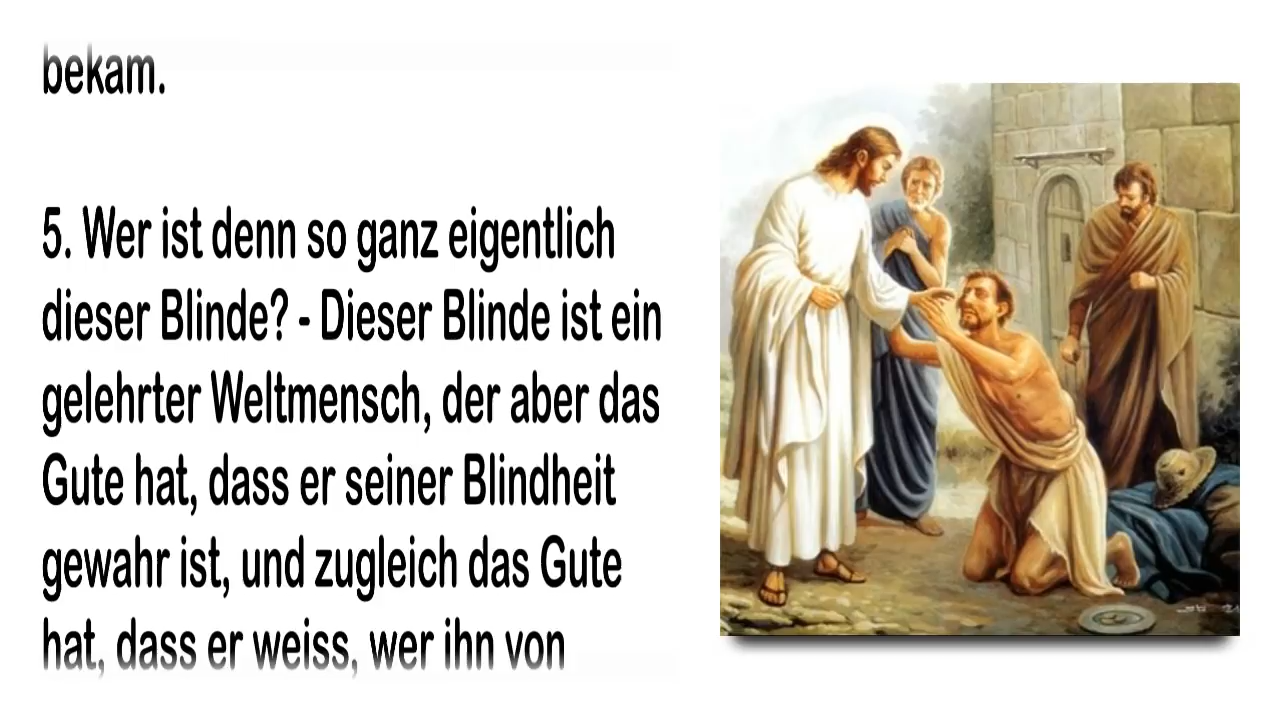 bekam.
5. Wer ist denn so ganz eigentlich
dieser Blinde? - Dieser Blinde ist ein
gelehrter Weltmensch, der aber das
Gute hat, dass er seiner Blindheit
gewahr ist, und zugleich das Gute
hat, dass er weiss, wer ihn von